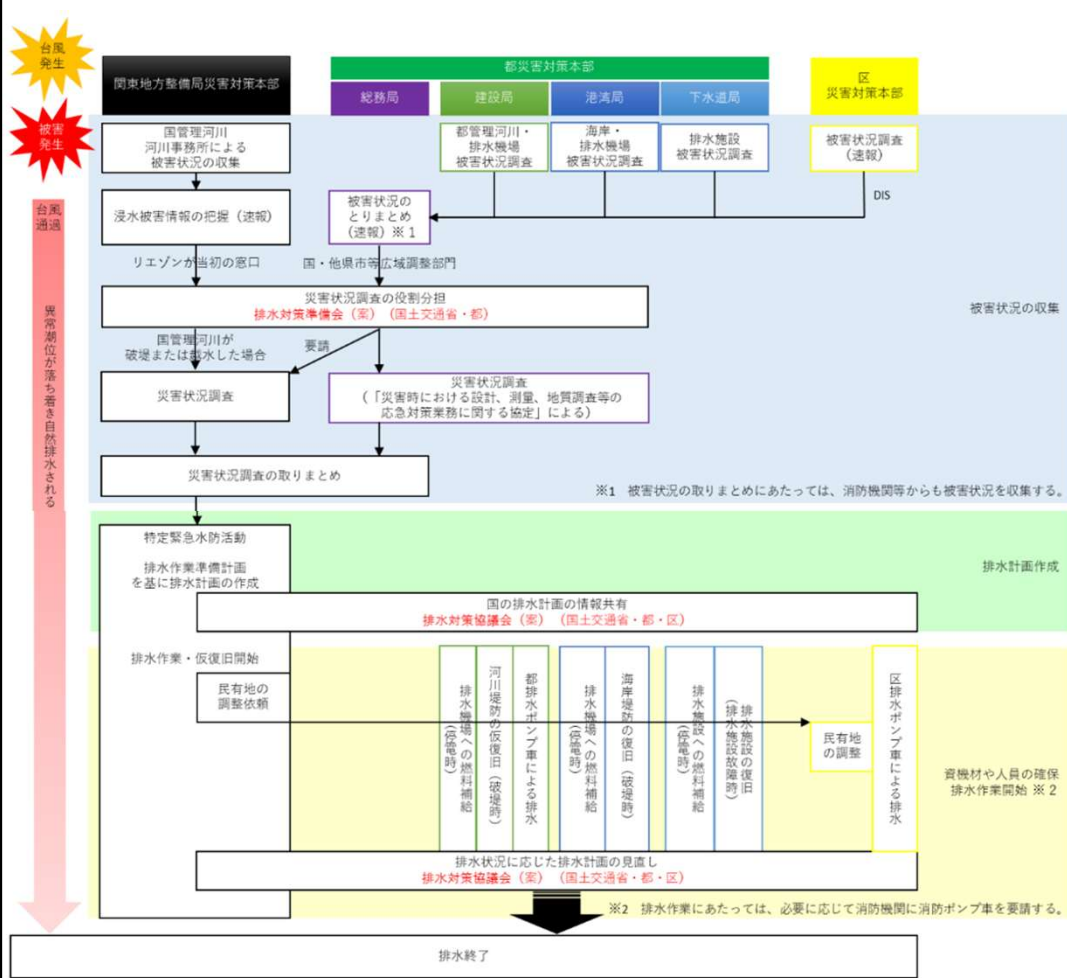 台風
発生
関東地方整備局災害対策本部
都災害対策本部
総務局
建設局
港湾局
下水道局
区
災害対策本部
被害
発生
国管理河川
河川事務所による
被害状況の収集
都管理河川・
排水機場
被害状況調査
海岸・
排水機場
被害状況調査
排水施設
被害状況調査
被害状況調査
(速報)
台風
通過
浸水被害情報の把握(速報)
被害状況の
とりまとめ
(速報)※1
DIS
リエゾンが当初の窓口
国・他県市等広域調整部門
災害状況調査の役割分担
排水対策準備会(案) (国土交通省・都)
被害状況の収集
異常潮位が落ち着き自然排水される
国管理河川が
破堤または越水した場合
要請
災害状況調査
災害状況調査
(「災害時における設計、測量、地質調査等の
応急対策業務に関する協定」による)
災害状況調査の取りまとめ
※1 被害状況の取りまとめにあたっては、消防機関等からも被害状況を収集する。
特定緊急水防活動
排水作業準備計画
を基に排水計画の作成
排水計画作成
国の排水計画の情報共有
排水対策協議会(案) (国土交通省・都・区)
排水作業・仮復旧開始
民有地の
調整依頼
排水機場への燃料補給
(停電時)
河川堤防の仮復旧(破堤時)
都排水ポンプ車による排水
排水機場への燃料補給
(停電時)
海岸堤防の復旧(破堤時)
排水施設への燃料補給
(停電時)
排水施設の復旧
(排水施設故障時)
民有地
の調整
区排水ポンプ車による排水
資機材や人員の確保
排水作業開始※2
排水状況に応じた排水計画の見直し
排水対策協議会(案) (国土交通省・都・区)
※2 排水作業にあたっては、必要に応じて消防機関に消防ポンプ車を要請する。
排水終了